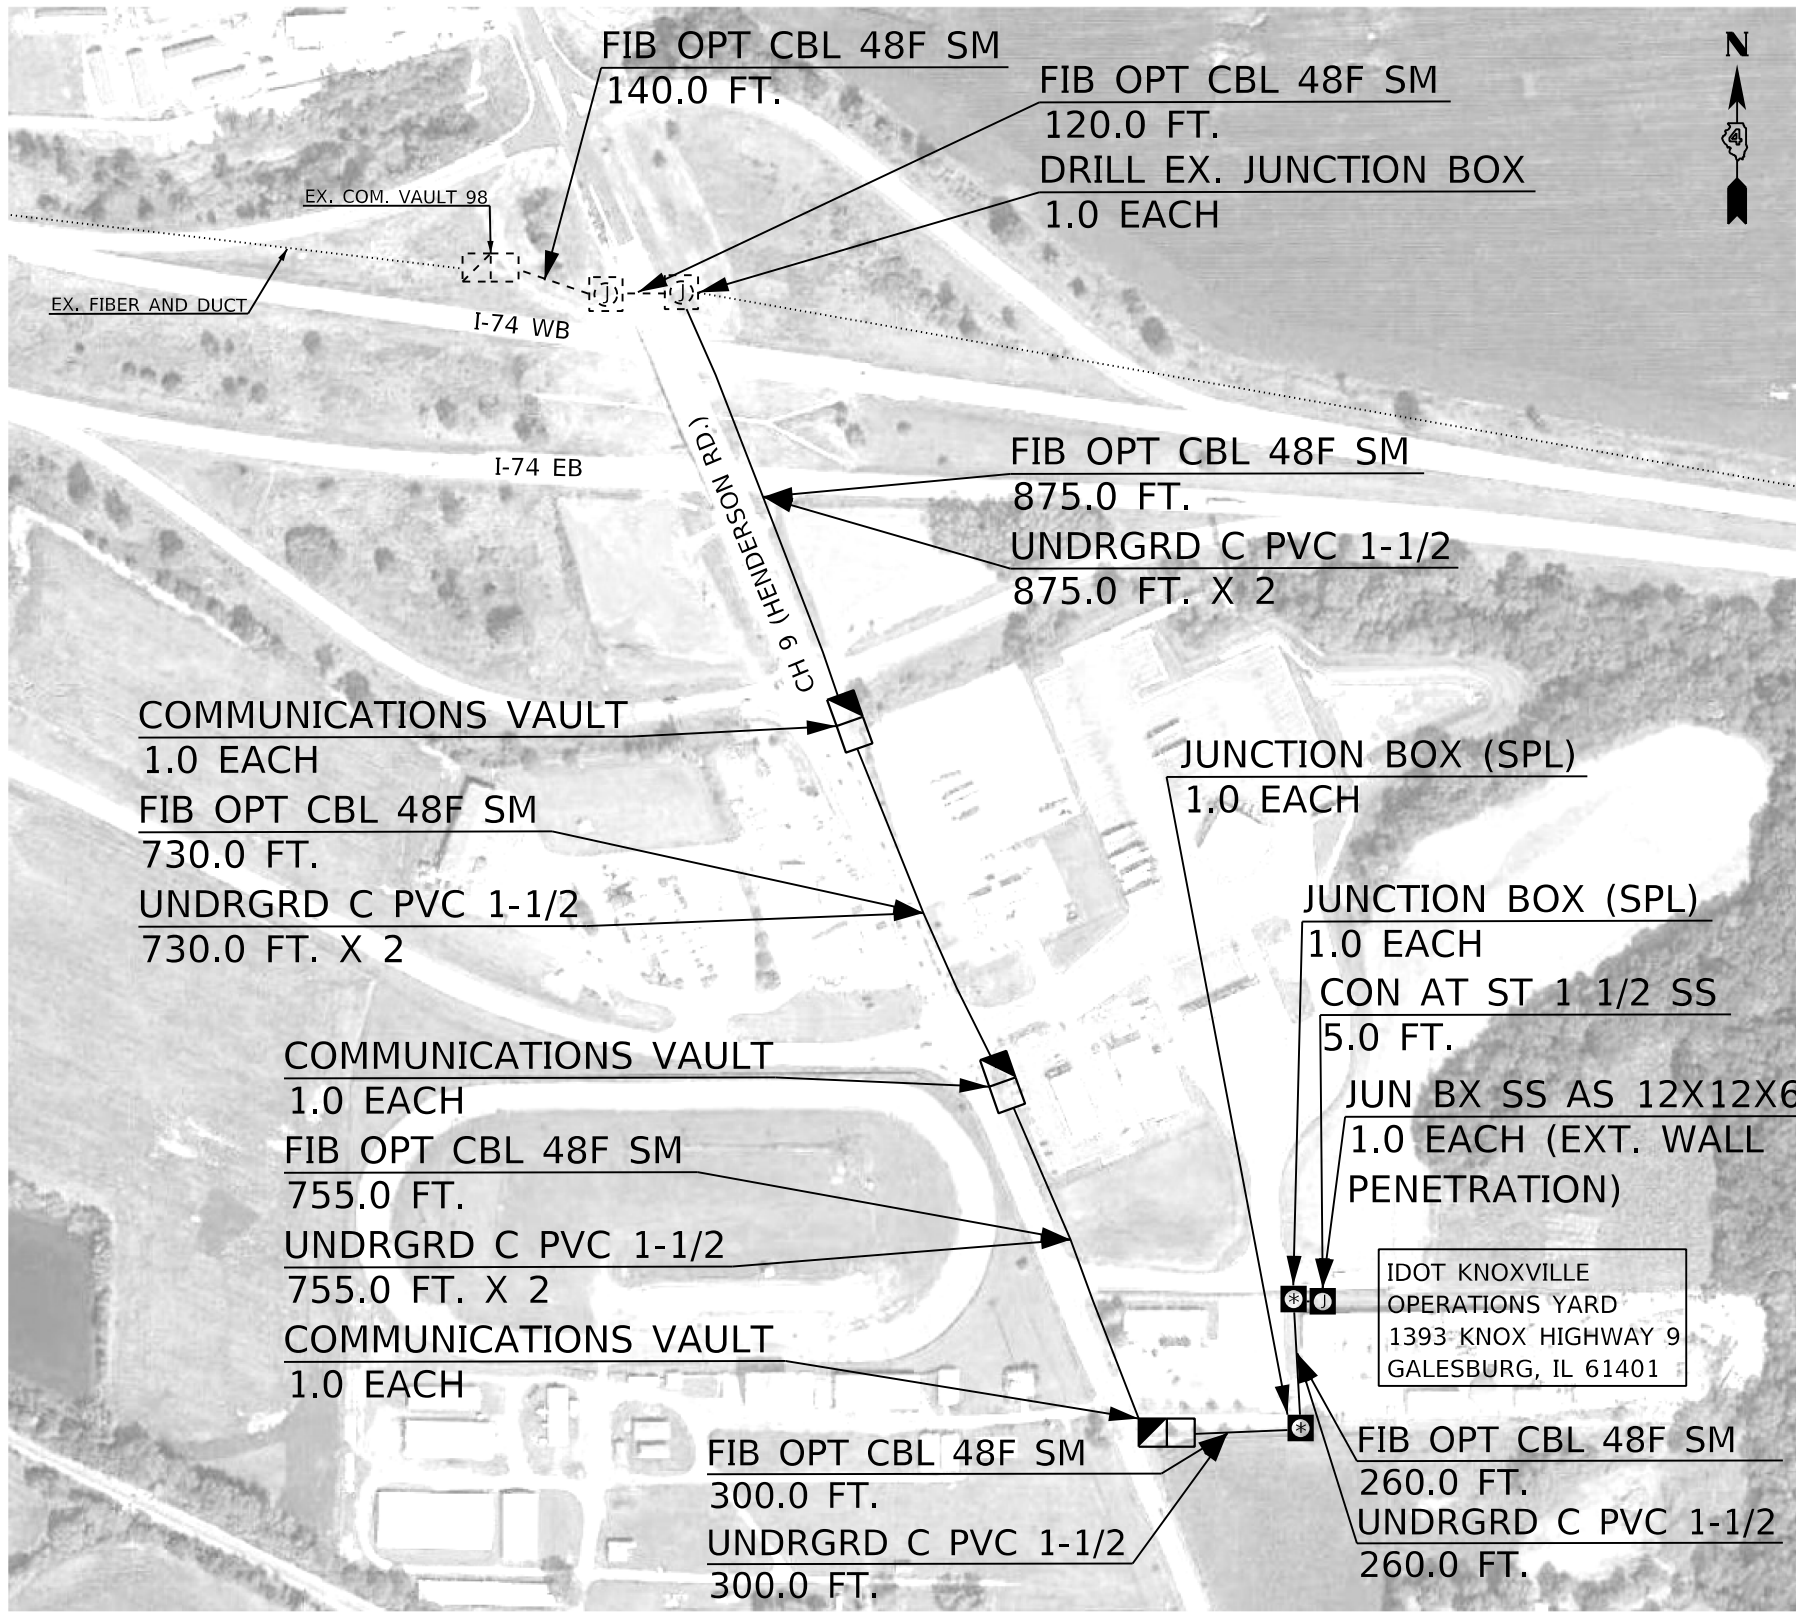 FIB OPT CBL 48F SM
140.0 FT.
FIB OPT CBL 48F SM
120.0 FT.
DRILL EX. JUNCTION BOX
1.0 EACH
N
4
EX. COM. VAULT 98
EX. FIBER AND DUCT
J
J
I-74 WB
I-74 EB
CH 9 (HENDERSON RD.)
FIB OPT CBL 48F SM
875.0 FT.
UNDRGRD C PVC 1-1/2
875.0 FT. X 2
COMMUNICATIONS VAULT
1.0 EACH
FIB OPT CBL 48F SM
730.0 FT.
UNDRGRD C PVC 1-1/2
730.0 FT. X 2
JUNCTION BOX (SPL)
1.0 EACH
JUNCTION BOX (SPL)
1.0 EACH
CON AT ST 1 1/2 SS
5.0 FT.
JUN BX SS AS 12X12X6
1.0 EACH (EXT. WALL
PENETRATION)
COMMUNICATIONS VAULT
1.0 EACH
FIB OPT CBL 48F SM
755.0 FT.
UNDRGRD C PVC 1-1/2
755.0 FT. X 2
COMMUNICATIONS VAULT
1.0 EACH
* J
IDOT KNOXVILLE
OPERATIONS YARD
1393 KNOX HIGHWAY 9
GALESBURG, IL 61401
*
FIB OPT CBL 48F SM
300.0 FT.
UNDRGRD C PVC 1-1/2
300.0 FT.
FIB OPT CBL 48F SM
260.0 FT.
UNDRGRD C PVC 1-1/2
260.0 FT.